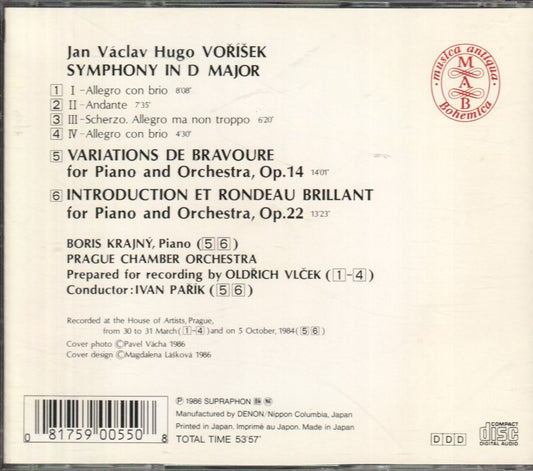 Jan Václav Hugo VOŘÍŠEK
SYMPHONY IN D MAJOR
1 I-Allegro con brio 8'08"
2 II-Andante 7'35"
3 III-Scherzo. Allegro ma non troppo 6'20"
4 IV-Allegro con brio 4'30"
5 VARIATIONS DE BRAVOURE
for Piano and Orchestra, Op.14 14'01"
6 INTRODUCTION ET RONDEAU BRILLANT
for Piano and Orchestra, Op.22 13'23"
musica antiqua
Bohemica
M
A
B
BORIS KRAJNÝ, Piano (5 6)
PRAGUE CHAMBER ORCHESTRA
Prepared for recording by OLDŘICH VLČEK (1-4)
Conductor: IVAN PAŘÍK (5 6)
Recorded at the House of Artists, Prague,
from 30 to 31 March (1-4) and on 5 October, 1984 (5 6)
Cover photo ©Pavel Vácha 1986
Cover design ©Magdalena Lášková 1986
0 81759 00550 8
Ⓟ 1986 SUPRAPHON
Manufactured by DENON/Nippon Columbia, Japan
Printed in Japan. Imprimé au Japon. Made in Japan
TOTAL TIME 53'57"
DDD
COMPACT
disc
DIGITAL AUDIO